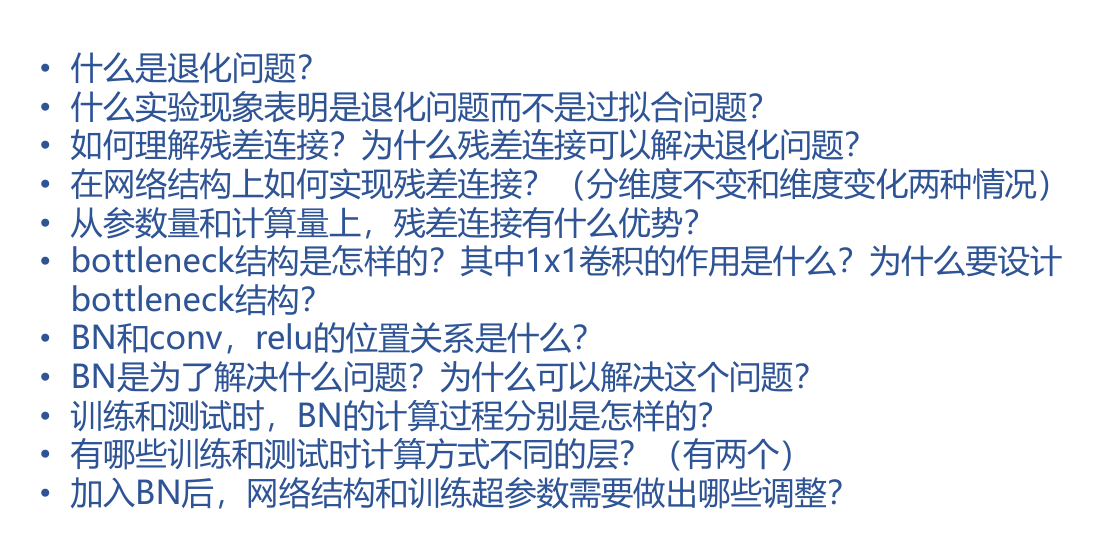 • 什么是退化问题？
• 什么实验现象表明是退化问题而不是过拟合问题？
• 如何理解残差连接？为什么残差连接可以解决退化问题？
• 在网络结构上如何实现残差连接？（分维度不变和维度变化两种情况）
• 从参数量和计算量上，残差连接有什么优势？
• bottleneck结构是怎样的？其中1x1卷积的作用是什么？为什么要设计
bottleneck结构？
• BN和conv，relu的位置关系是什么？
• BN是为了解决什么问题？为什么可以解决这个问题？
• 训练和测试时，BN的计算过程分别是怎样的？
• 有哪些训练和测试时计算方式不同的层？（有两个）
• 加入BN后，网络结构和训练超参数需要做出哪些调整？